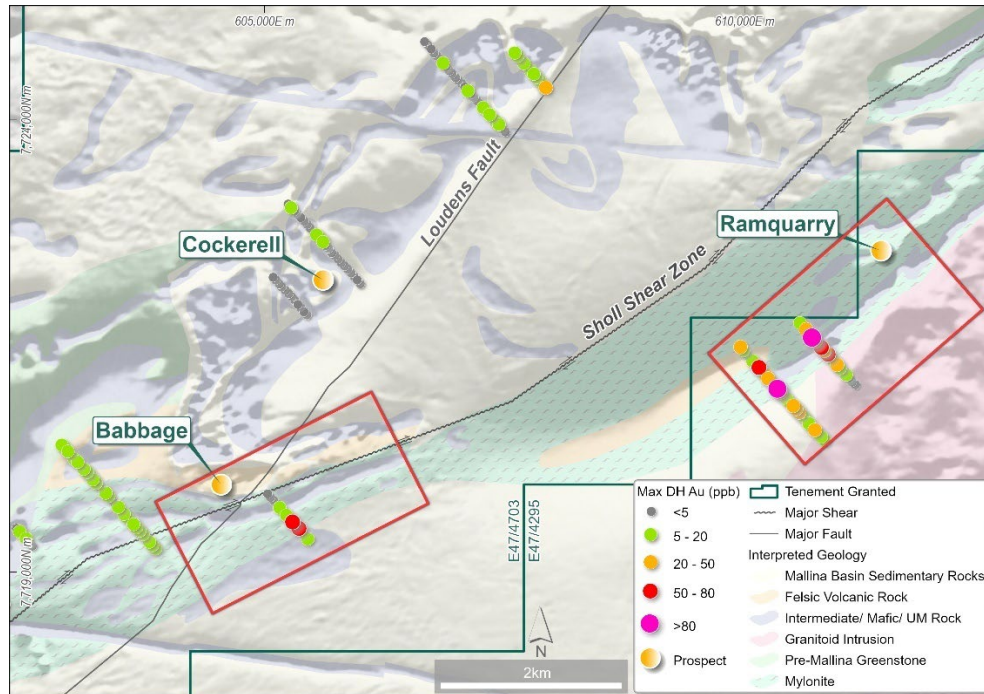 605,000E m
610,000E m
7,724,000N m
Loudens Fault
Ramquarry
Cockerell
Sholl Shear Zone
Babbage
7,719,000N m
E47/4703
E47/4295
N
2km
Max DH Au (ppb)
<5
5 - 20
20 - 50
50 - 80
>80
Prospect
Tenement Granted
Major Shear
Major Fault
Interpreted Geology
Mallina Basin Sedimentary Rocks
Felsic Volcanic Rock
Intermediate/ Mafic/ UM Rock
Granitoid Intrusion
Pre-Mallina Greenstone
Mylonite